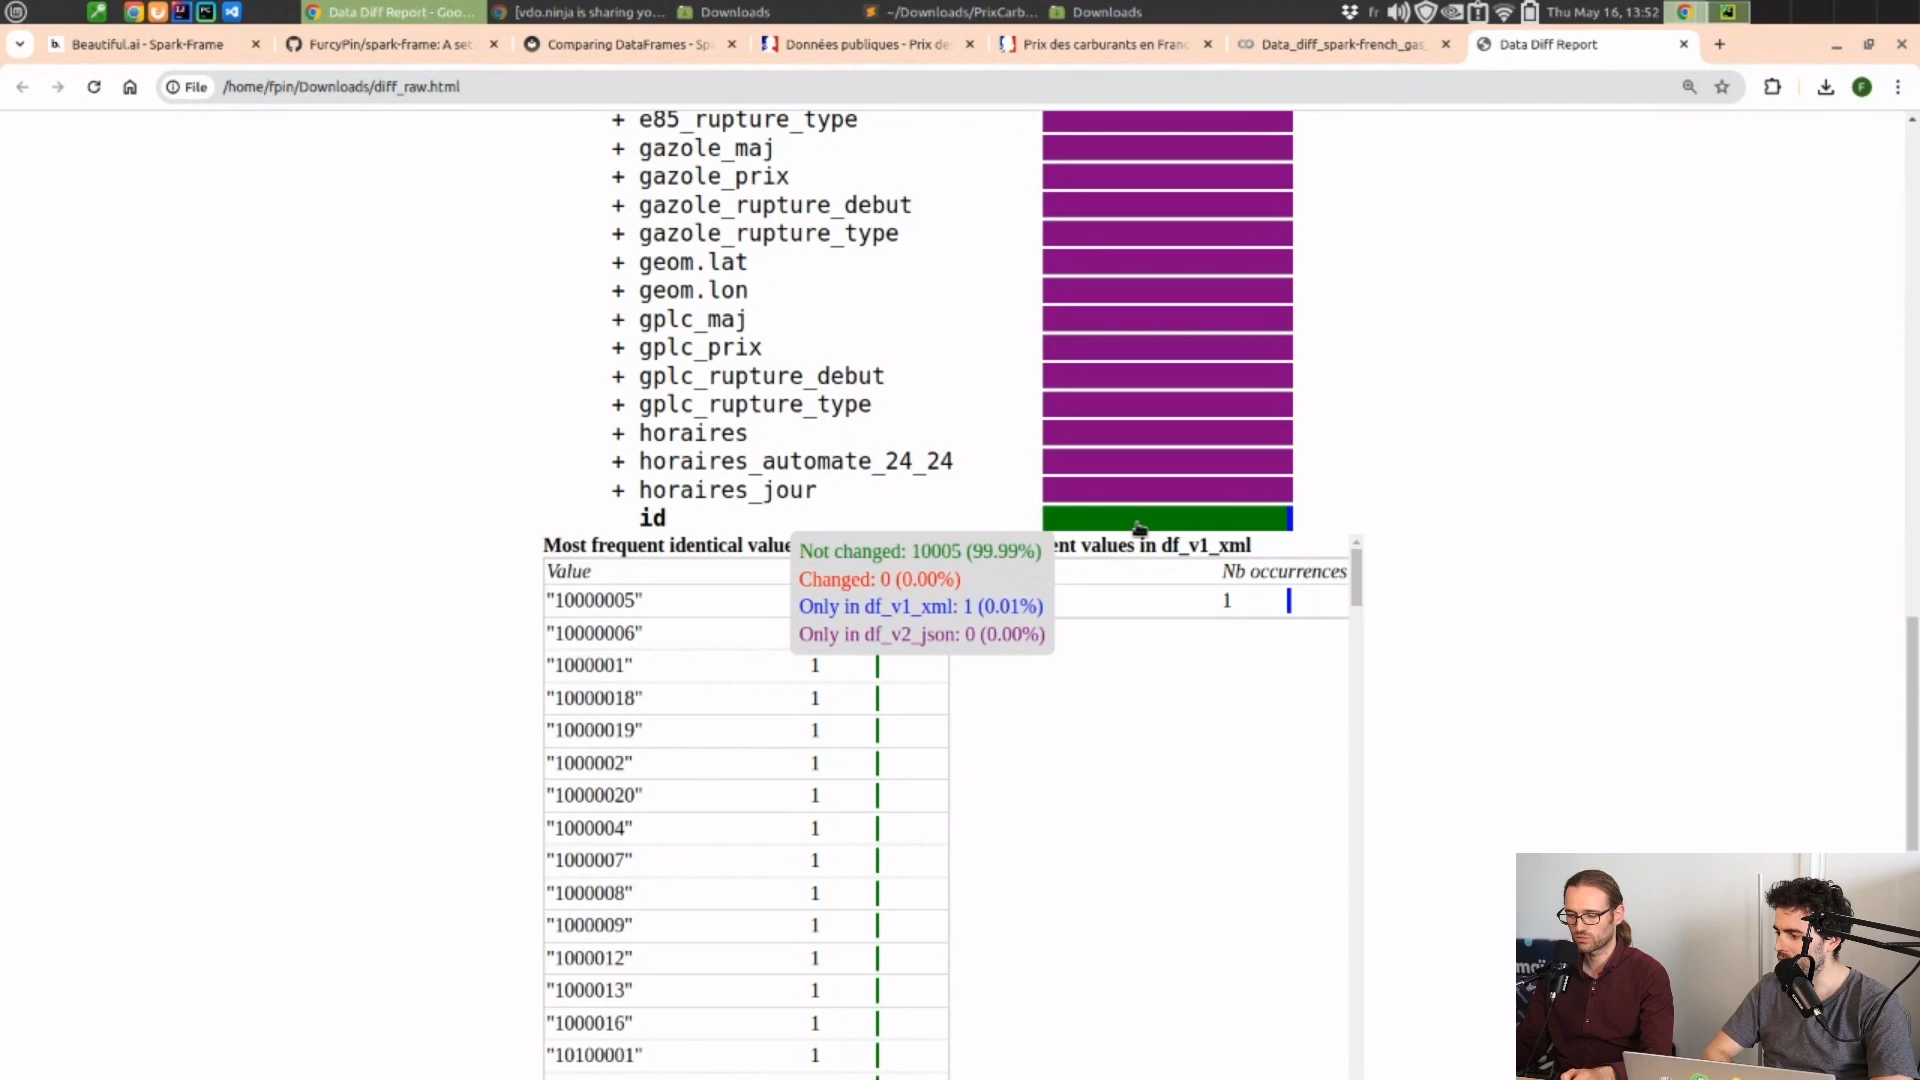 Data Diff Report - Goo...
[vdo.ninja is sharing yo...
Downloads
~/Downloads/PrixCarb...
Downloads
fr
Thu May 16, 13:52
Beautiful.ai - Spark-Frame
FurcyPin/spark-frame: A set
Comparing DataFrames - Sp
Données publiques - Prix de
Prix des carburants en Franc
Data_diff_spark-french_gas_
Data Diff Report
File
/home/fpin/Downloads/diff_raw.html
F
+ e85_rupture_type
+ gazole_maj
+ gazole_prix
+ gazole_rupture_debut
+ gazole_rupture_type
+ geom.lat
+ geom.lon
+ gplc_maj
+ gplc_prix
+ gplc_rupture_debut
+ gplc_rupture_type
+ horaires
+ horaires_automate_24_24
+ horaires_jour
id
Most frequent identical value
ent values in df_v1_xml
Not changed: 10005 (99.99%)
Changed: 0 (0.00%)
Only in df_v1_xml: 1 (0.01%)
Only in df_v2_json: 0 (0.00%)
Value
Nb occurrences
"10000005"
1
"10000006"
"1000001" 1
"10000018" 1
"10000019" 1
"1000002" 1
"10000020" 1
"1000004" 1
"1000007" 1
"1000008" 1
"1000009" 1
"1000012" 1
"1000013" 1
"1000016" 1
"10100001" 1